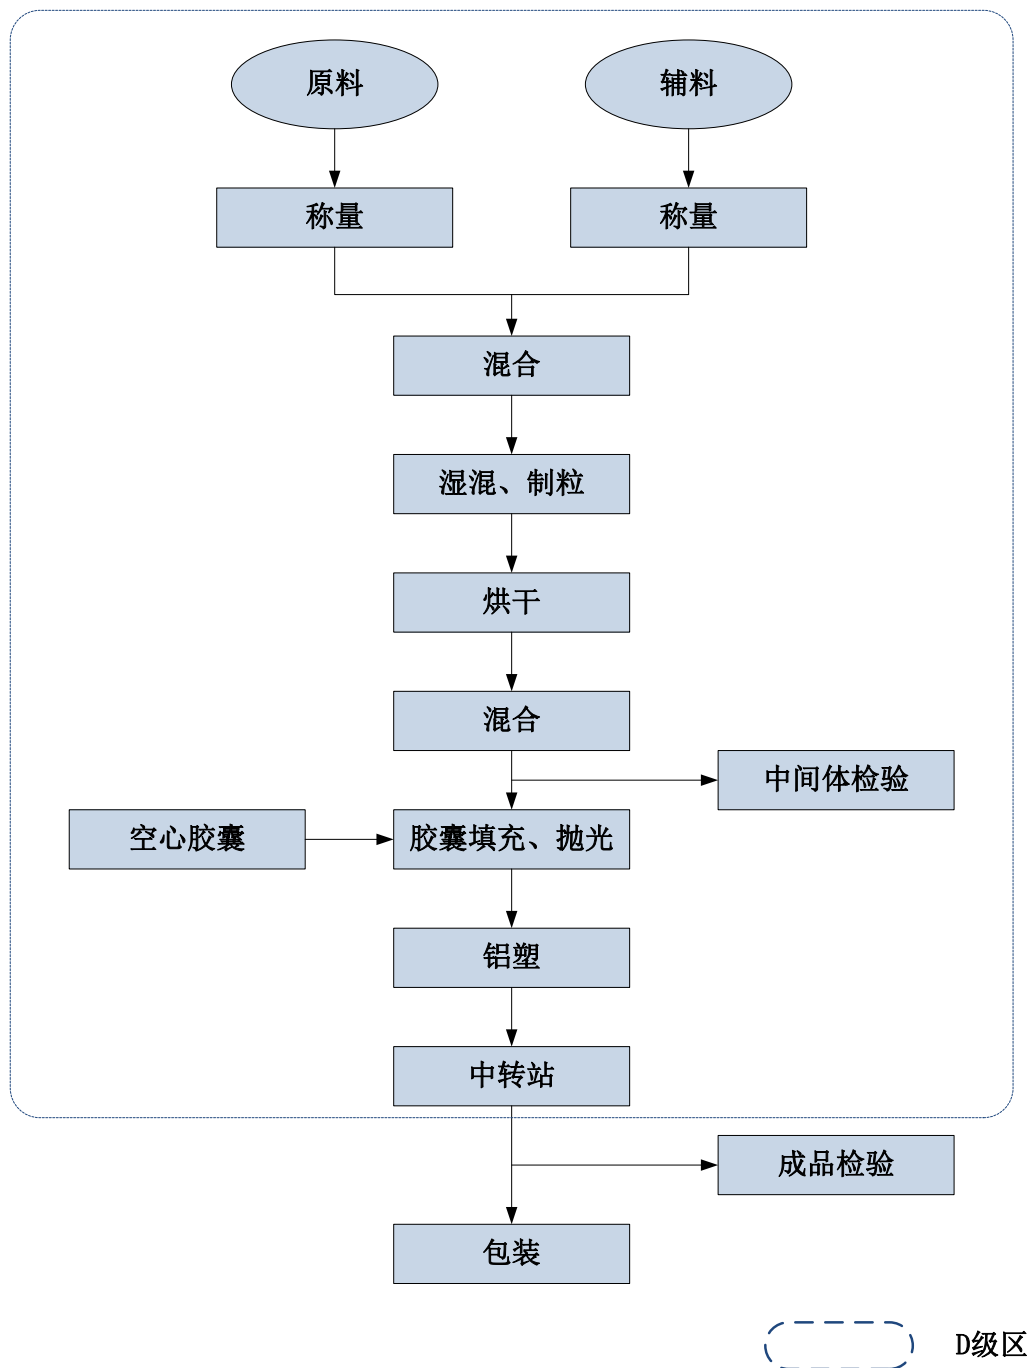 原料
辅料
称量
称量
混合
湿混、制粒
烘干
混合
中间体检验
空心胶囊
胶囊填充、抛光
铝塑
中转站
成品检验
包装
D级区